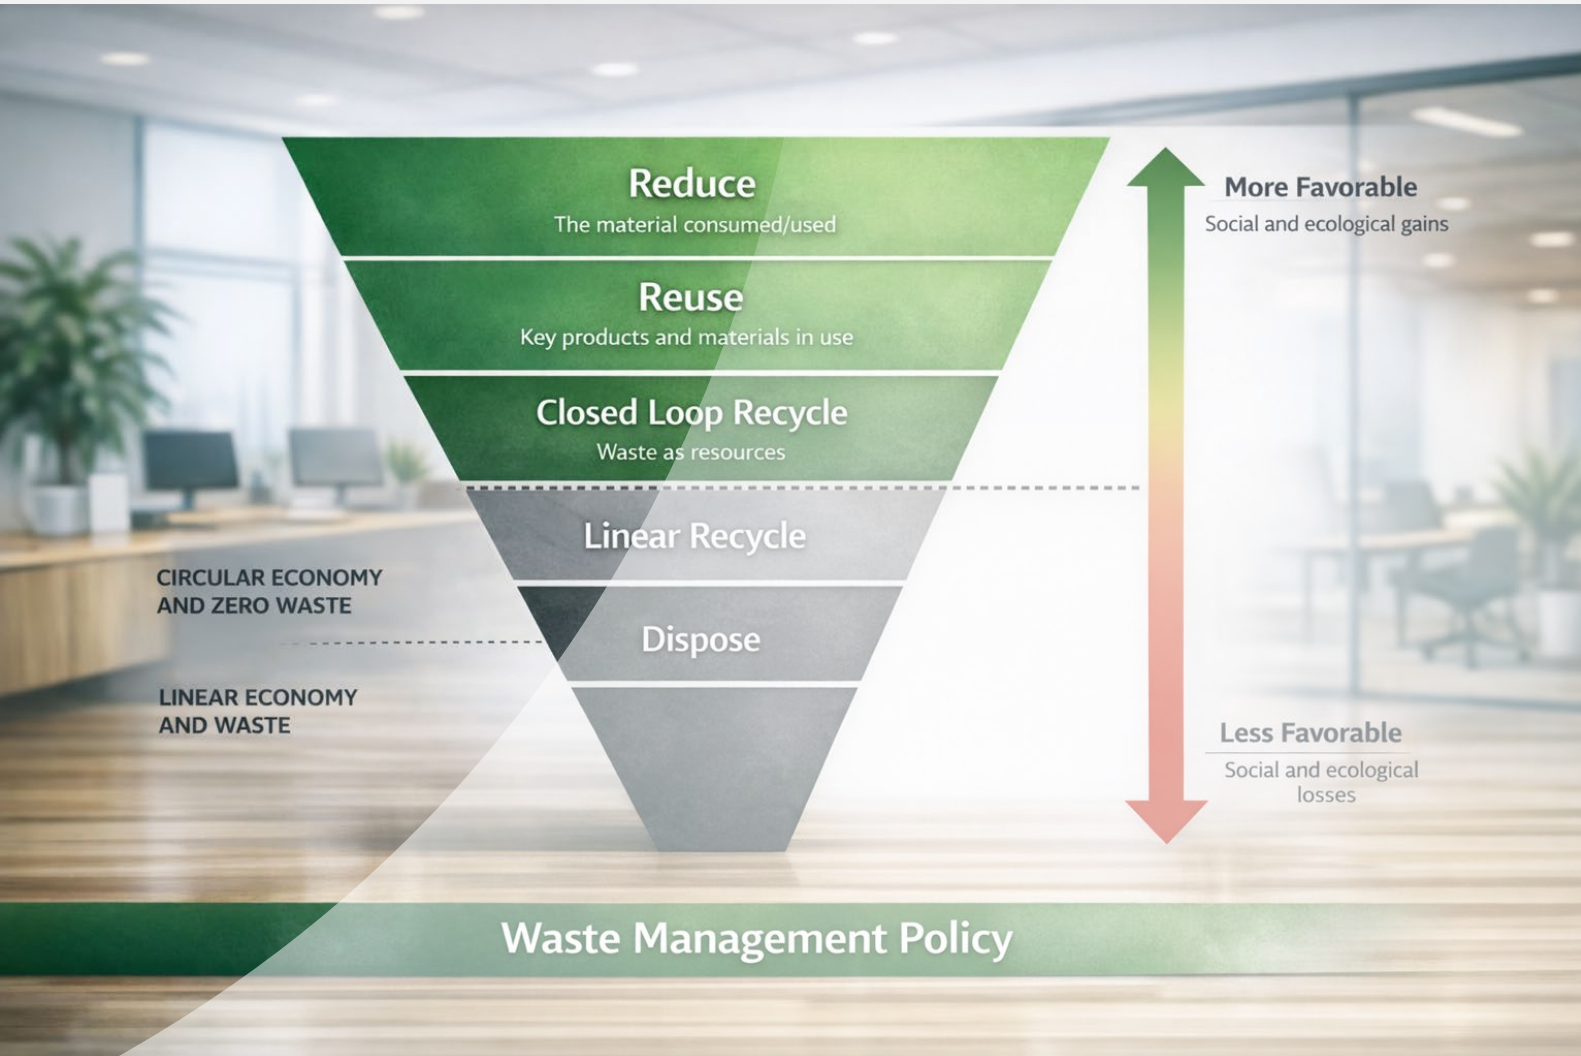 Reduce
The material consumed/used
More Favorable
Social and ecological gains
Reuse
Key products and materials in use
Closed Loop Recycle
Waste as resources
Linear Recycle
CIRCULAR ECONOMY
AND ZERO WASTE
Dispose
LINEAR ECONOMY
AND WASTE
Less Favorable
Social and ecological
losses
Waste Management Policy